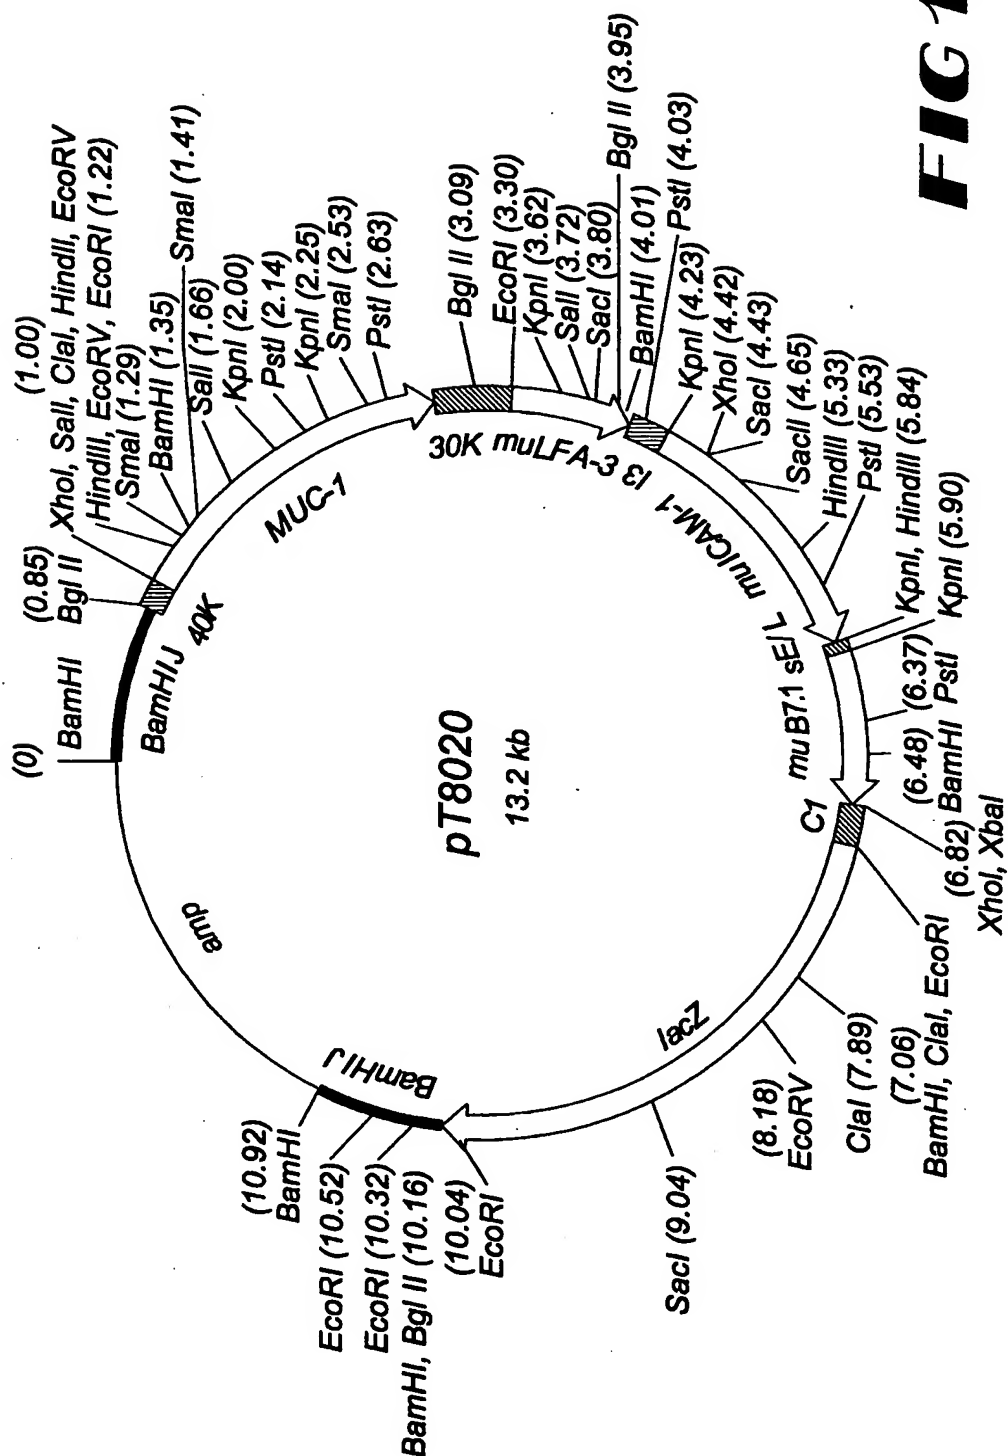 (0)
BamHI
(0.85)
Bgl II
(1.00)
XhoI, SalI, ClaI, HindII, EcoRV
HindIII, EcoRV, EcoRI (1.22)
SmaI (1.29)
BamHI (1.35)
SmaI (1.41)
SalI (1.66)
KpnI (2.00)
PstI (2.14)
KpnI (2.25)
SmaI (2.53)
PstI (2.63)
Bgl II (3.09)
EcoRI (3.30)
KpnI (3.62)
SalI (3.72)
SacI (3.80)
Bgl II (3.95)
BamHI (4.01)
PstI (4.03)
KpnI (4.23)
XhoI (4.42)
SacI (4.43)
SacII (4.65)
HindIII (5.33)
PstI (5.53)
KpnI, HindIII (5.84)
KpnI (5.90)
(6.37)
PstI
(6.48)
BamHI
(6.82)
XhoI, XbaI
(7.06)
BamHI, ClaI, EcoRI
ClaI (7.89)
(8.18)
EcoRV
SacI (9.04)
(10.04)
EcoRI
BamHI, Bgl II (10.16)
EcoRI (10.32)
EcoRI (10.52)
(10.92)
BamHI
BamHI J
40K
MUC-1
30K
muLFA-3
I3
muICAM-1
sE/L
muB7.1
C1
lacZ
BamHI J
amp
pT8020
13.2 kb